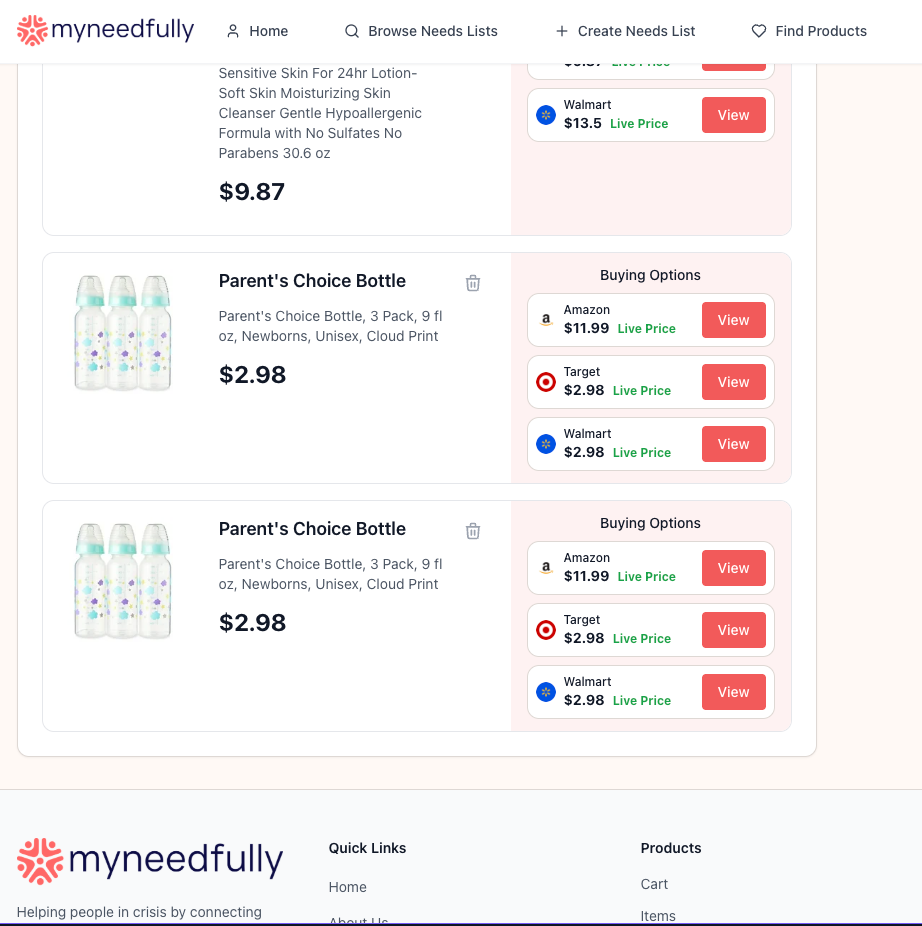 myneedfully
Home
Browse Needs Lists
Create Needs List
Find Products
Sensitive Skin For 24hr Lotion-
Soft Skin Moisturizing Skin
Cleanser Gentle Hypoallergenic
Formula with No Sulfates No
Parabens 30.6 oz
$9.87
Live Price
Walmart
$13.5 Live Price
View
Parent's Choice Bottle
Parent's Choice Bottle, 3 Pack, 9 fl
oz, Newborns, Unisex, Cloud Print
$2.98
Buying Options
Amazon
$11.99 Live Price
View
Target
$2.98 Live Price
View
Walmart
$2.98 Live Price
View
Parent's Choice Bottle
Parent's Choice Bottle, 3 Pack, 9 fl
oz, Newborns, Unisex, Cloud Print
$2.98
Buying Options
a
Amazon
$11.99 Live Price
View
Target
$2.98 Live Price
View
Walmart
$2.98 Live Price
View
myneedfully
Helping people in crisis by connecting
Quick Links
Home
About Us
Products
Cart
Items